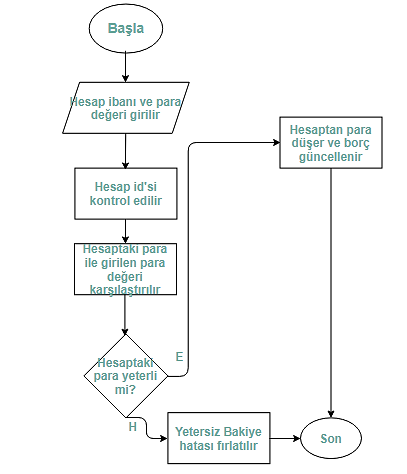 Başla
Hesap ibanı ve para
değeri girilir
Hesap id'si
kontrol edilir
Hesaptaki para
ile girilen para
değeri
karşılaştırılır
Hesaptaki
para yeterli
mi?
E
H
Hesaptan para
düşer ve borç
güncellenir
Yetersiz Bakiye
hatası fırlatılır
Son